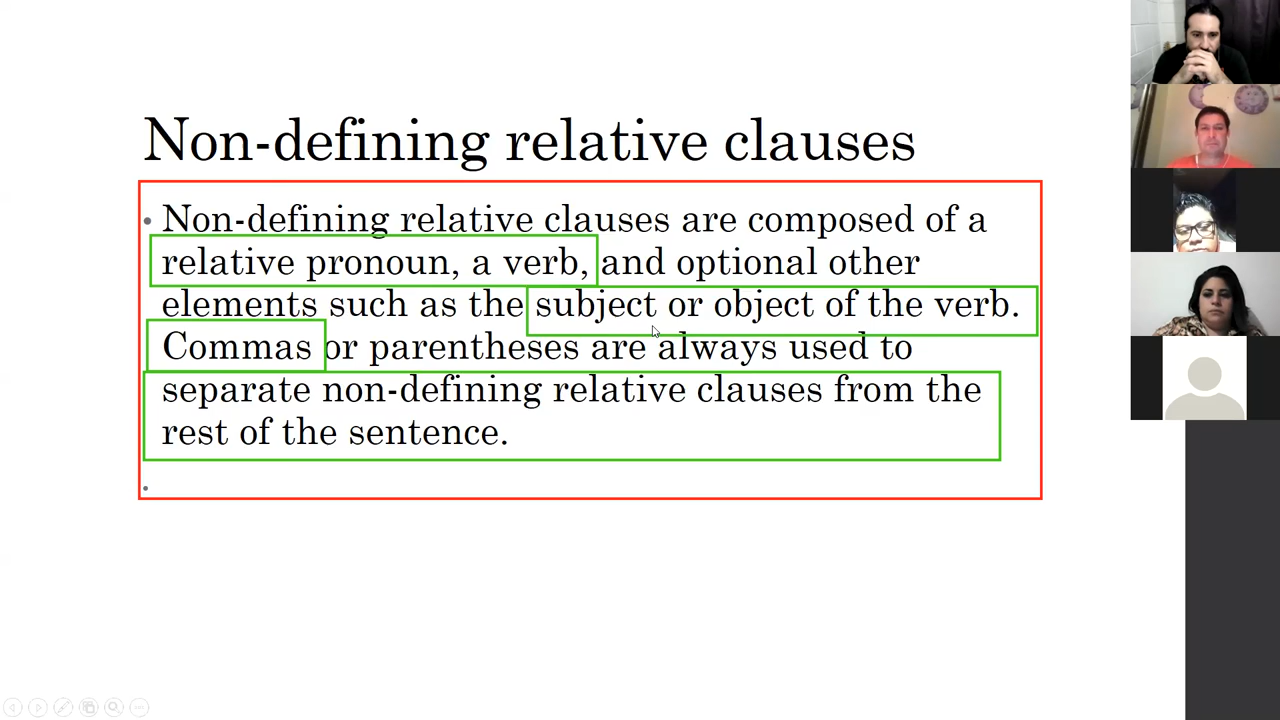 Non-defining relative clauses
• Non-defining relative clauses are composed of a
relative pronoun, a verb, and optional other
elements such as the subject or object of the verb.
Commas or parentheses are always used to
separate non-defining relative clauses from the
rest of the sentence.
•